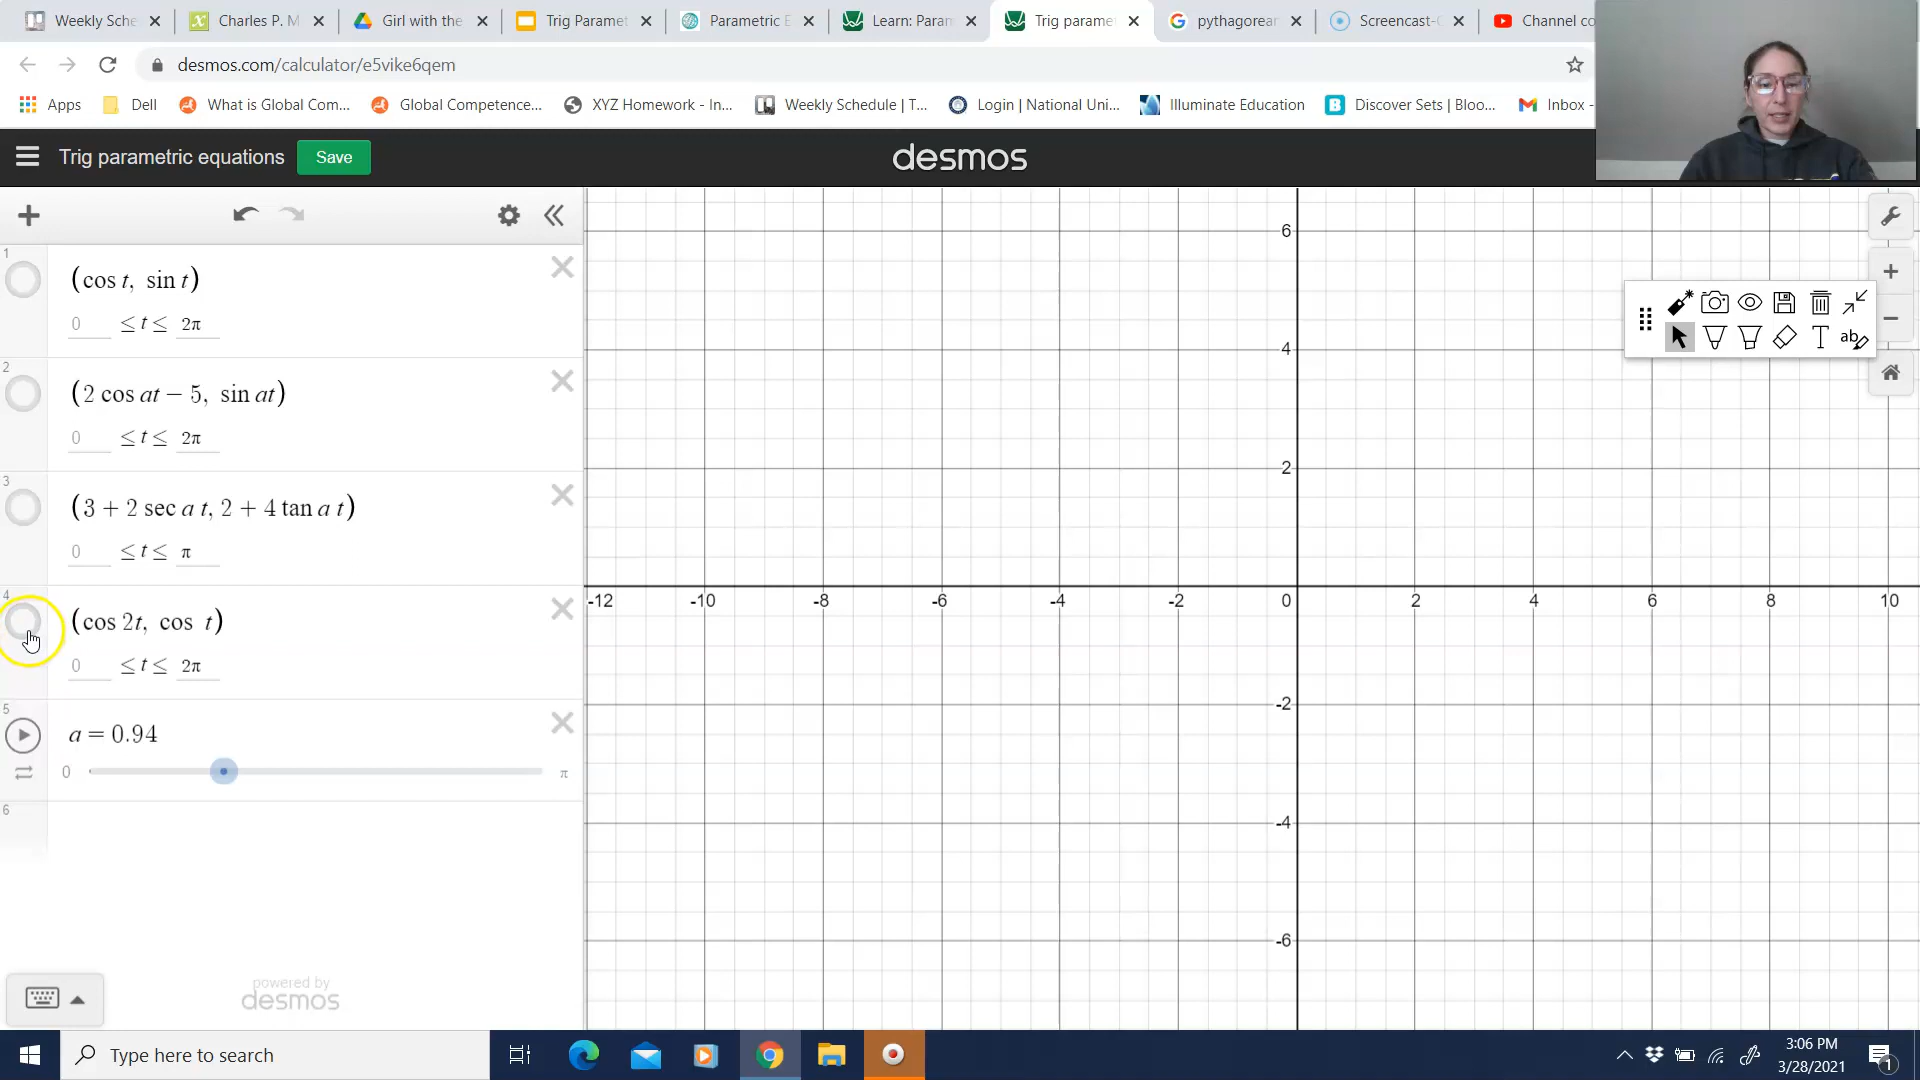 Weekly Sche
Charles P. M
Girl with the
Trig Paramet
Parametric E
Learn: Param
Trig parame
pythagorean
Screencast-O
Channel co
desmos.com/calculator/e5vike6qem
Apps
Dell
What is Global Com...
Global Competence...
XYZ Homework - In...
Weekly Schedule | T...
Login | National Uni...
Illuminate Education
Discover Sets | Bloo...
Inbox -
Trig parametric equations
Save
desmos
1
(cos t, sin t)
0 ≤ t ≤ 2π
2
(2 cos at − 5, sin at)
0 ≤ t ≤ 2π
3
(3 + 2 sec a t, 2 + 4 tan a t)
0 ≤ t ≤ π
4
(cos 2t, cos t)
0 ≤ t ≤ 2π
5
a = 0.94
0 π
6
powered by
desmos
6
4
2
-12 -10 -8 -6 -4 -2 0 2 4 6 8 10
-2
-4
-6
T ab
Type here to search
3:06 PM
3/28/2021
1